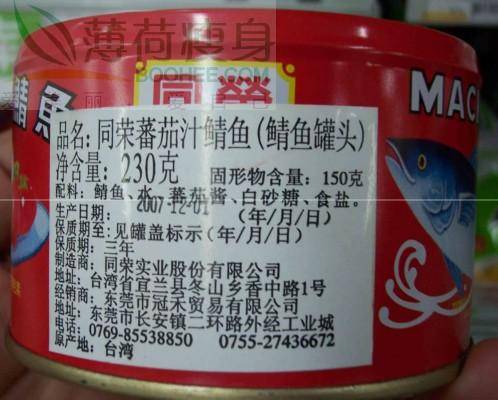 薄荷瘦身
BOOHEE.COM
同榮
鯖魚
MAC
品名:同荣蕃茄汁鲭鱼(鲭鱼罐头)
净含量:230克 固形物含量:150克
配料:鲭鱼、水、蕃茄酱、白砂糖、食盐。
生产日期: 2007-12-01 (年/月/日)
保质期至:见罐盖标示(年/月/日)
保质期:三年
制造商:同荣实业股份有限公司
地址:台湾省宜兰县冬山乡香中路1号
经销商:东莞市冠禾贸易有限公司
地址:东莞市长安镇二环路外经工业城
电话:0769-85538850 0755-27436672
原产地:台湾